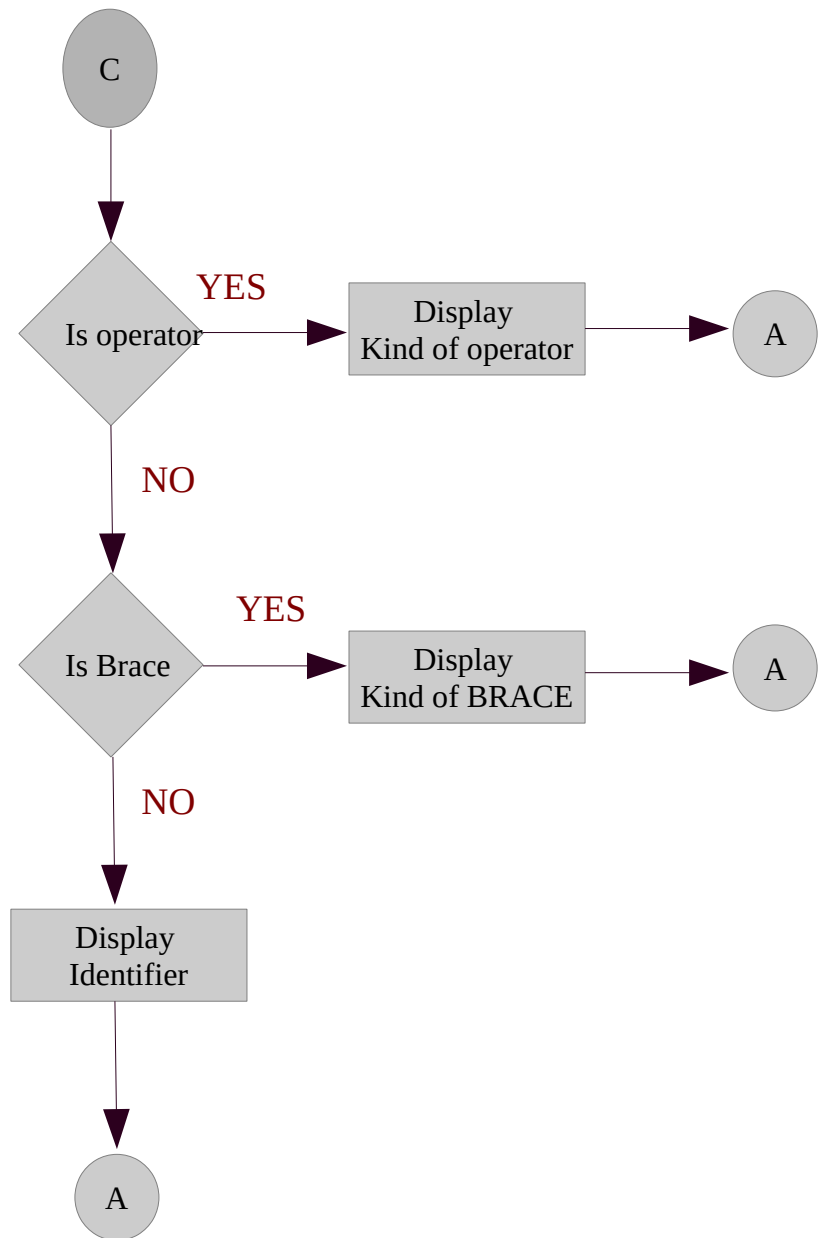 C
YES
Is operator
Display
Kind of operator
A
NO
YES
Is Brace
Display
Kind of BRACE
A
NO
Display
Identifier
A